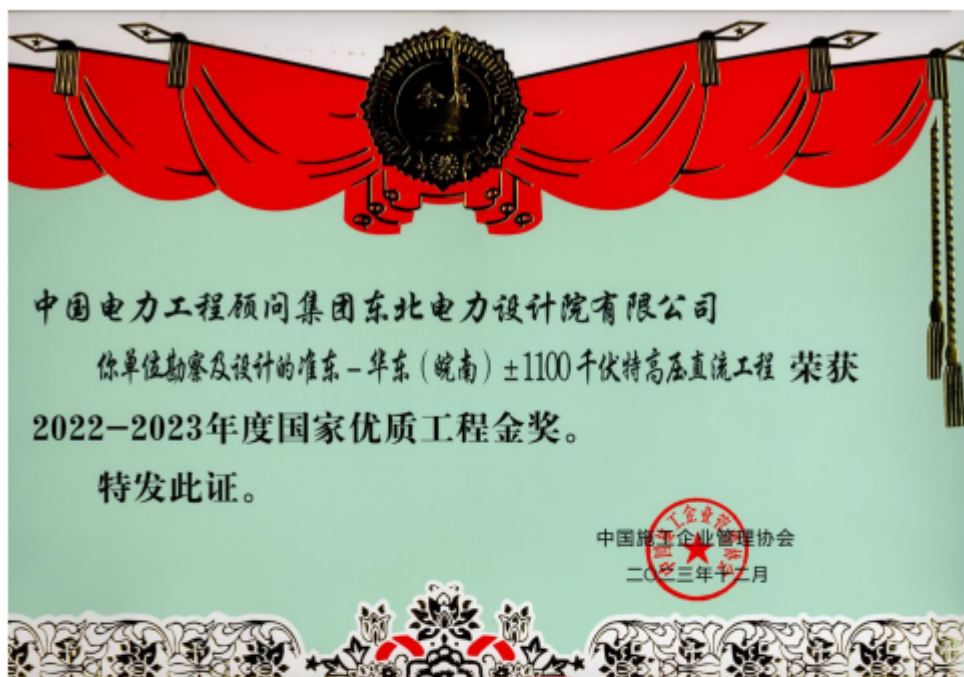 金奖
中国电力工程顾问集团东北电力设计院有限公司
你单位勘察及设计的准东-华东(皖南)±1100千伏特高压直流工程 荣获
2022-2023年度国家优质工程金奖。
特发此证。
中国施工企业管理协会
二〇二三年十二月